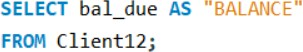 SELECT bal_due AS "BALANCE"
FROM Client12;